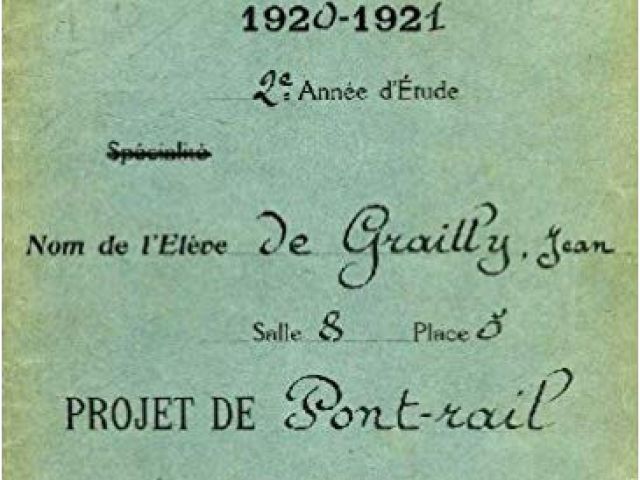 1920-1921
2e Année d'Étude
Spécialité
Nom de l'Elève de Grailly, Jean
Salle 8 Place 5
PROJET DE Pont-rail